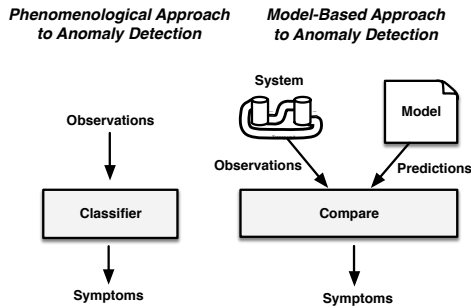 Phenomenological Approach
to Anomaly Detection
Observations
Classifier
Symptoms
Model-Based Approach
to Anomaly Detection
System
Model
Observations
Predictions
Compare
Symptoms